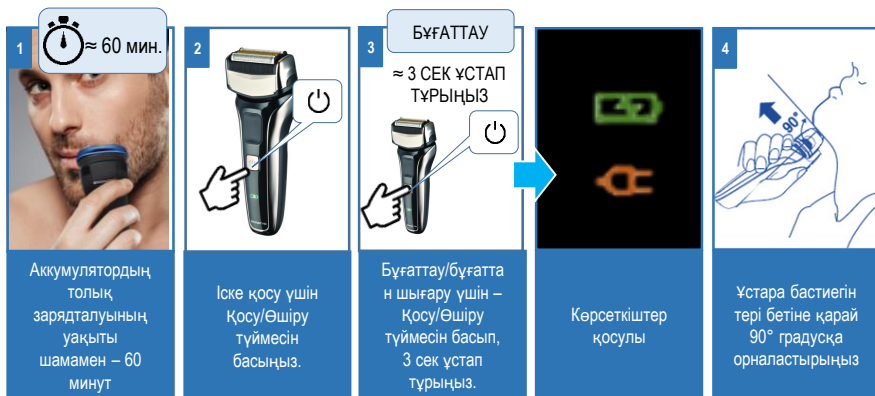 1
≈ 60 мин.
Аккумулятордың
толық
зарядталуының
уақыты
шамамен – 60
минут
2
Іске қосу үшін
Қосу/Өшіру
түймесін
басыңыз.
3
БҰҒАТТАУ
≈ 3 СЕК ҰСТАП
ТҰРЫҢЫЗ
Бұғаттау/бұғатта
н шығару үшін –
Қосу/Өшіру
түймесін басып,
3 сек ұстап
тұрыңыз.
Көрсеткіштер
қосулы
4
90°
Ұстара бастиегін
тері бетіне қарай
90° градусқа
орналастырыңыз